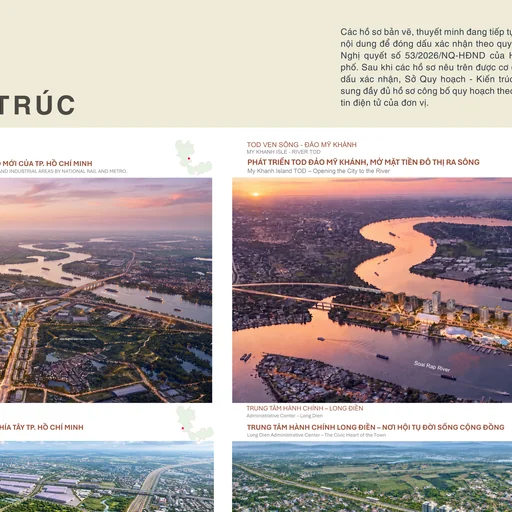 Các hồ sơ bản vẽ, thuyết minh đang tiếp tụ
nội dung để đóng dấu xác nhận theo quy
Nghị quyết số 53/2026/NQ-HĐND của H
phố. Sau khi các hồ sơ nêu trên được cơ
dấu xác nhận, Sở Quy hoạch - Kiến trúc
sung đầy đủ hồ sơ công bố quy hoạch theo
tin điện tử của đơn vị.
TRÚC
MỚI CỦA TP. HỒ CHÍ MINH
AND INDUSTRIAL AREAS BY NATIONAL RAIL AND METRO.
TOD VEN SÔNG - ĐẢO MỸ KHÁNH
MY KHANH ISLE - RIVER TOD
PHÁT TRIỂN TOD ĐẢO MỸ KHÁNH, MỞ MẶT TIỀN ĐÔ THỊ RA SÔNG
My Khanh Island TOD – Opening the City to the River
Soai Rap River
HÍA TÂY TP. HỒ CHÍ MINH
TRUNG TÂM HÀNH CHÍNH – LONG ĐIỀN
Administrative Center – Long Dien
TRUNG TÂM HÀNH CHÍNH LONG ĐIỀN – NƠI HỘI TỤ ĐỜI SỐNG CỘNG ĐỒNG
Long Dien Administrative Center – The Civic Heart of the Town